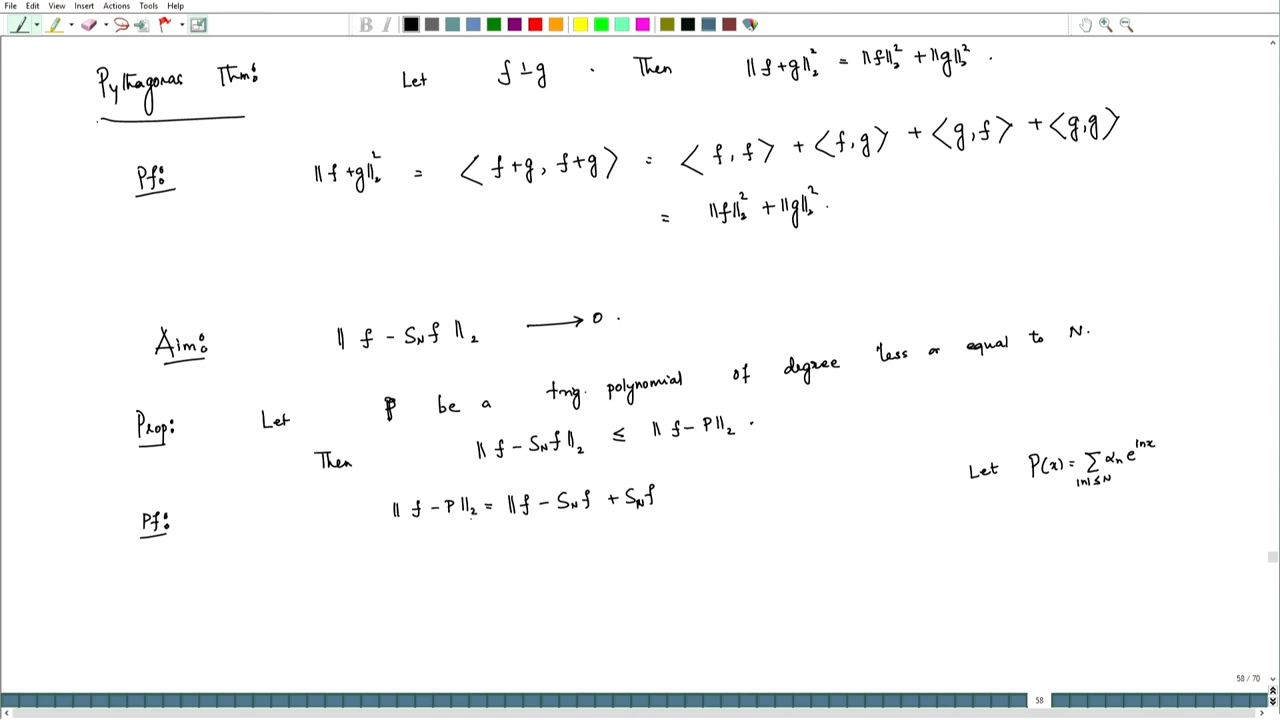 File Edit View Insert Actions Tools Help
Pythagoras Thm: Let f ⊥ g . Then ‖f+g‖₂² = ‖f‖₂² + ‖g‖₂² .
Pf: ‖f+g‖₂² = ⟨f+g, f+g⟩ = ⟨f,f⟩ + ⟨f,g⟩ + ⟨g,f⟩ + ⟨g,g⟩
= ‖f‖₂² + ‖g‖₂² .
Aim: ‖f - S_N f‖₂ ⟶ 0 .
Prop: Let P be a trig. polynomial of degree less or equal to N.
Then ‖f - S_N f‖₂ ≤ ‖f - P‖₂ .
Let P(x) = ∑_{|n|≤N} α_n e^{inx}
Pf: ‖f - P‖₂ = ‖f - S_N f + S_N f
58 / 70
58